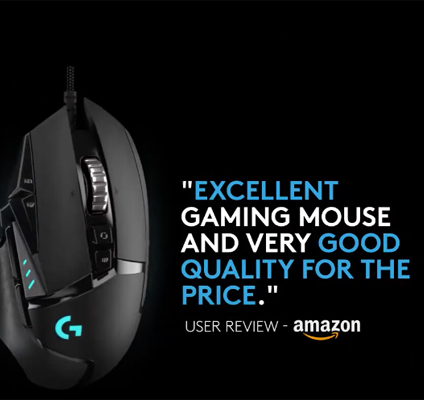 "EXCELLENT
GAMING MOUSE
AND VERY GOOD
QUALITY FOR THE
PRICE."
USER REVIEW - amazon